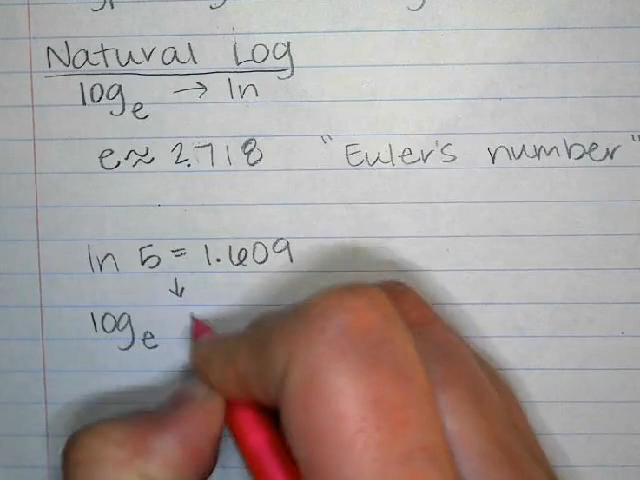 Natural Log
logₑ → ln
e ≈ 2.718 "Euler's number"
ln 5 = 1.609
↓
logₑ